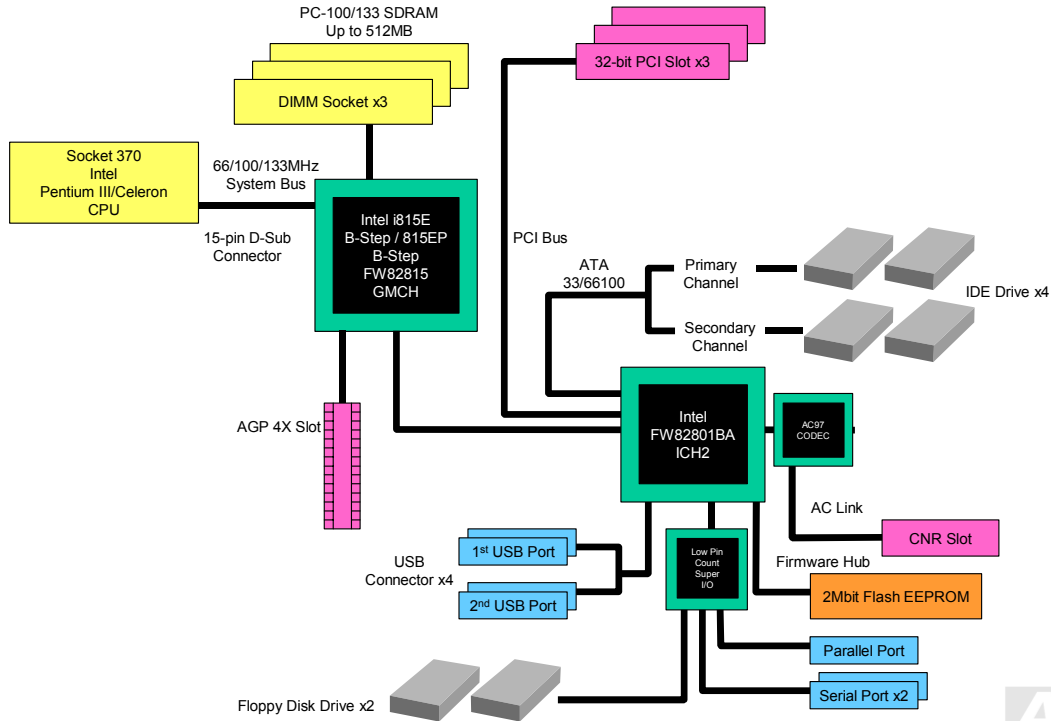 PC-100/133 SDRAM
Up to 512MB
DIMM Socket x3
32-bit PCI Slot x3
Socket 370
Intel
Pentium III/Celeron
CPU
66/100/133MHz
System Bus
15-pin D-Sub
Connector
Intel i815E
B-Step / 815EP
B-Step
FW82815
GMCH
PCI Bus
ATA
33/66100
Primary
Channel
Secondary
Channel
IDE Drive x4
AGP 4X Slot
Intel
FW82801BA
ICH2
AC97
CODEC
AC Link
CNR Slot
USB
Connector x4
1st USB Port
2nd USB Port
Low Pin
Count
Super
I/O
Firmware Hub
2Mbit Flash EEPROM
Parallel Port
Serial Port x2
Floppy Disk Drive x2